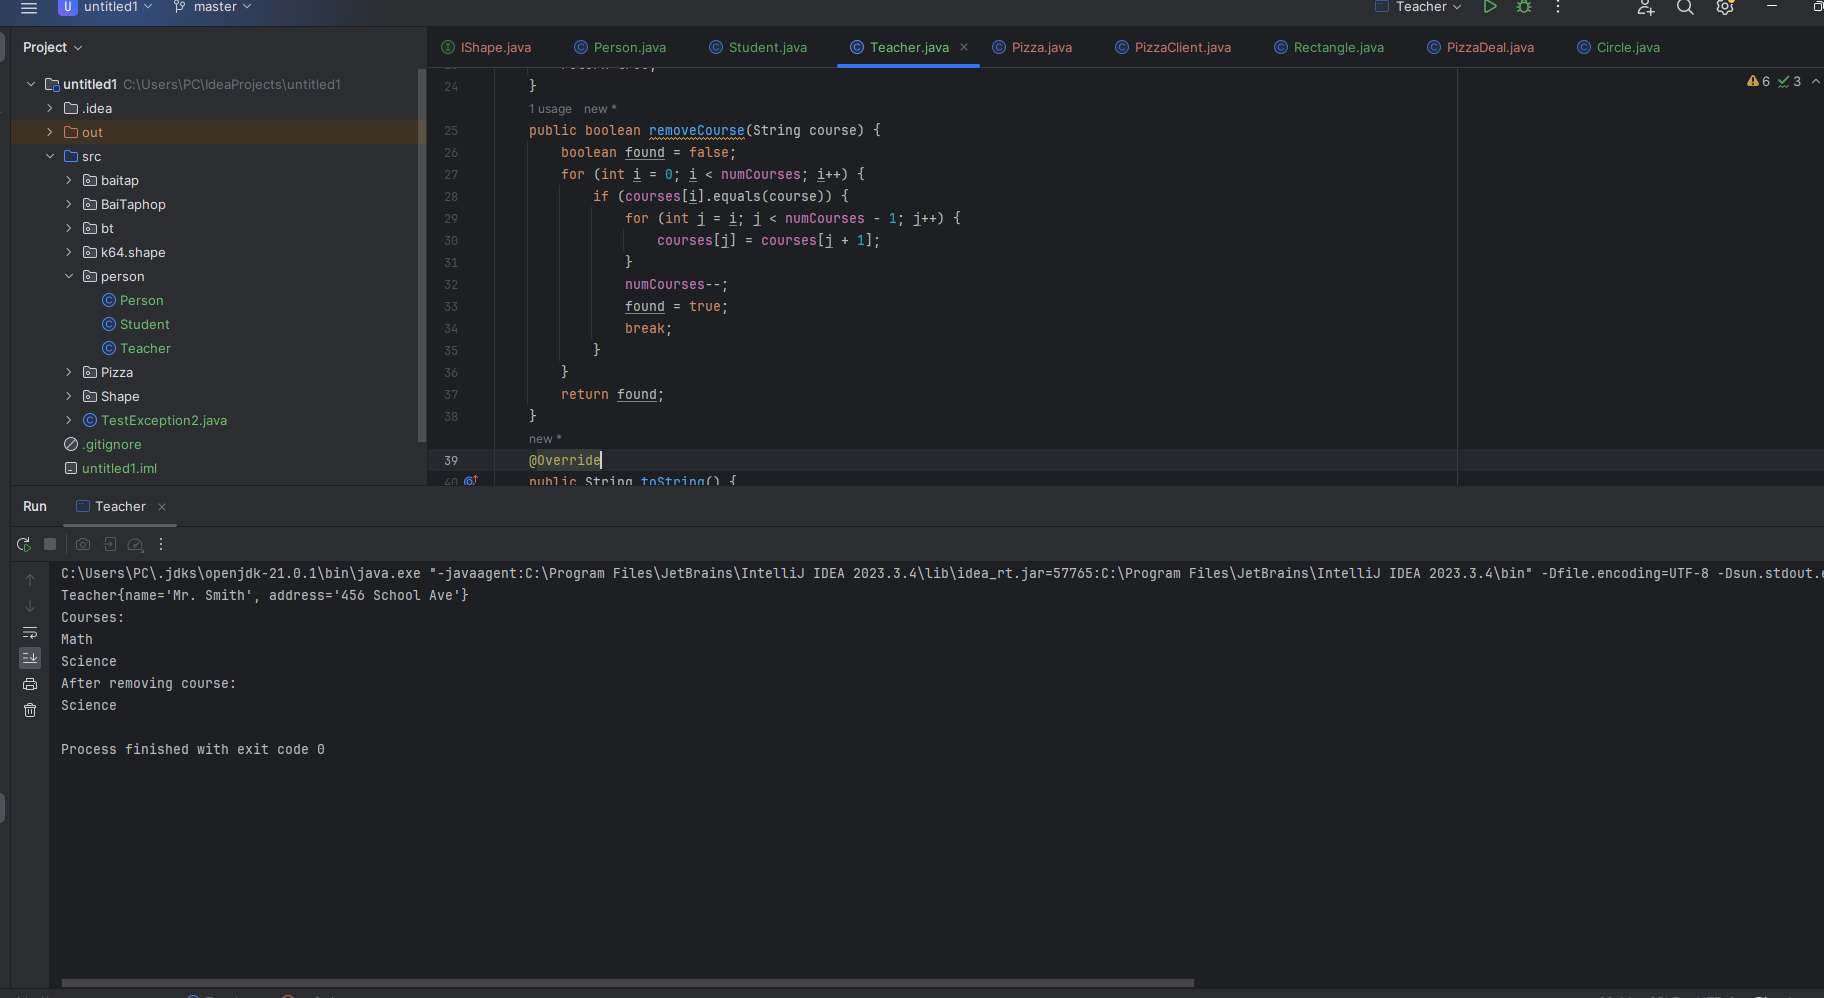 U untitled1 master Teacher
Project
IShape.java Person.java Student.java Teacher.java Pizza.java PizzaClient.java Rectangle.java PizzaDeal.java Circle.java
untitled1 C:\Users\PC\IdeaProjects\untitled1
.idea
out
src
baitap
BaiTaphop
bt
k64.shape
person
Person
Student
Teacher
Pizza
Shape
TestException2.java
.gitignore
untitled1.iml
6 3
24 }
1 usage new *
25 public boolean removeCourse(String course) {
26 boolean found = false;
27 for (int i = 0; i < numCourses; i++) {
28 if (courses[i].equals(course)) {
29 for (int j = i; j < numCourses - 1; j++) {
30 courses[j] = courses[j + 1];
31 }
32 numCourses--;
33 found = true;
34 break;
35 }
36 }
37 return found;
38 }
new *
39 @Override
40 public String toString() {
Run Teacher
C:\Users\PC\.jdks\openjdk-21.0.1\bin\java.exe "-javaagent:C:\Program Files\JetBrains\IntelliJ IDEA 2023.3.4\lib\idea_rt.jar=57765:C:\Program Files\JetBrains\IntelliJ IDEA 2023.3.4\bin" -Dfile.encoding=UTF-8 -Dsun.stdout.e
Teacher{name='Mr. Smith', address='456 School Ave'}
Courses:
Math
Science
After removing course:
Science
Process finished with exit code 0